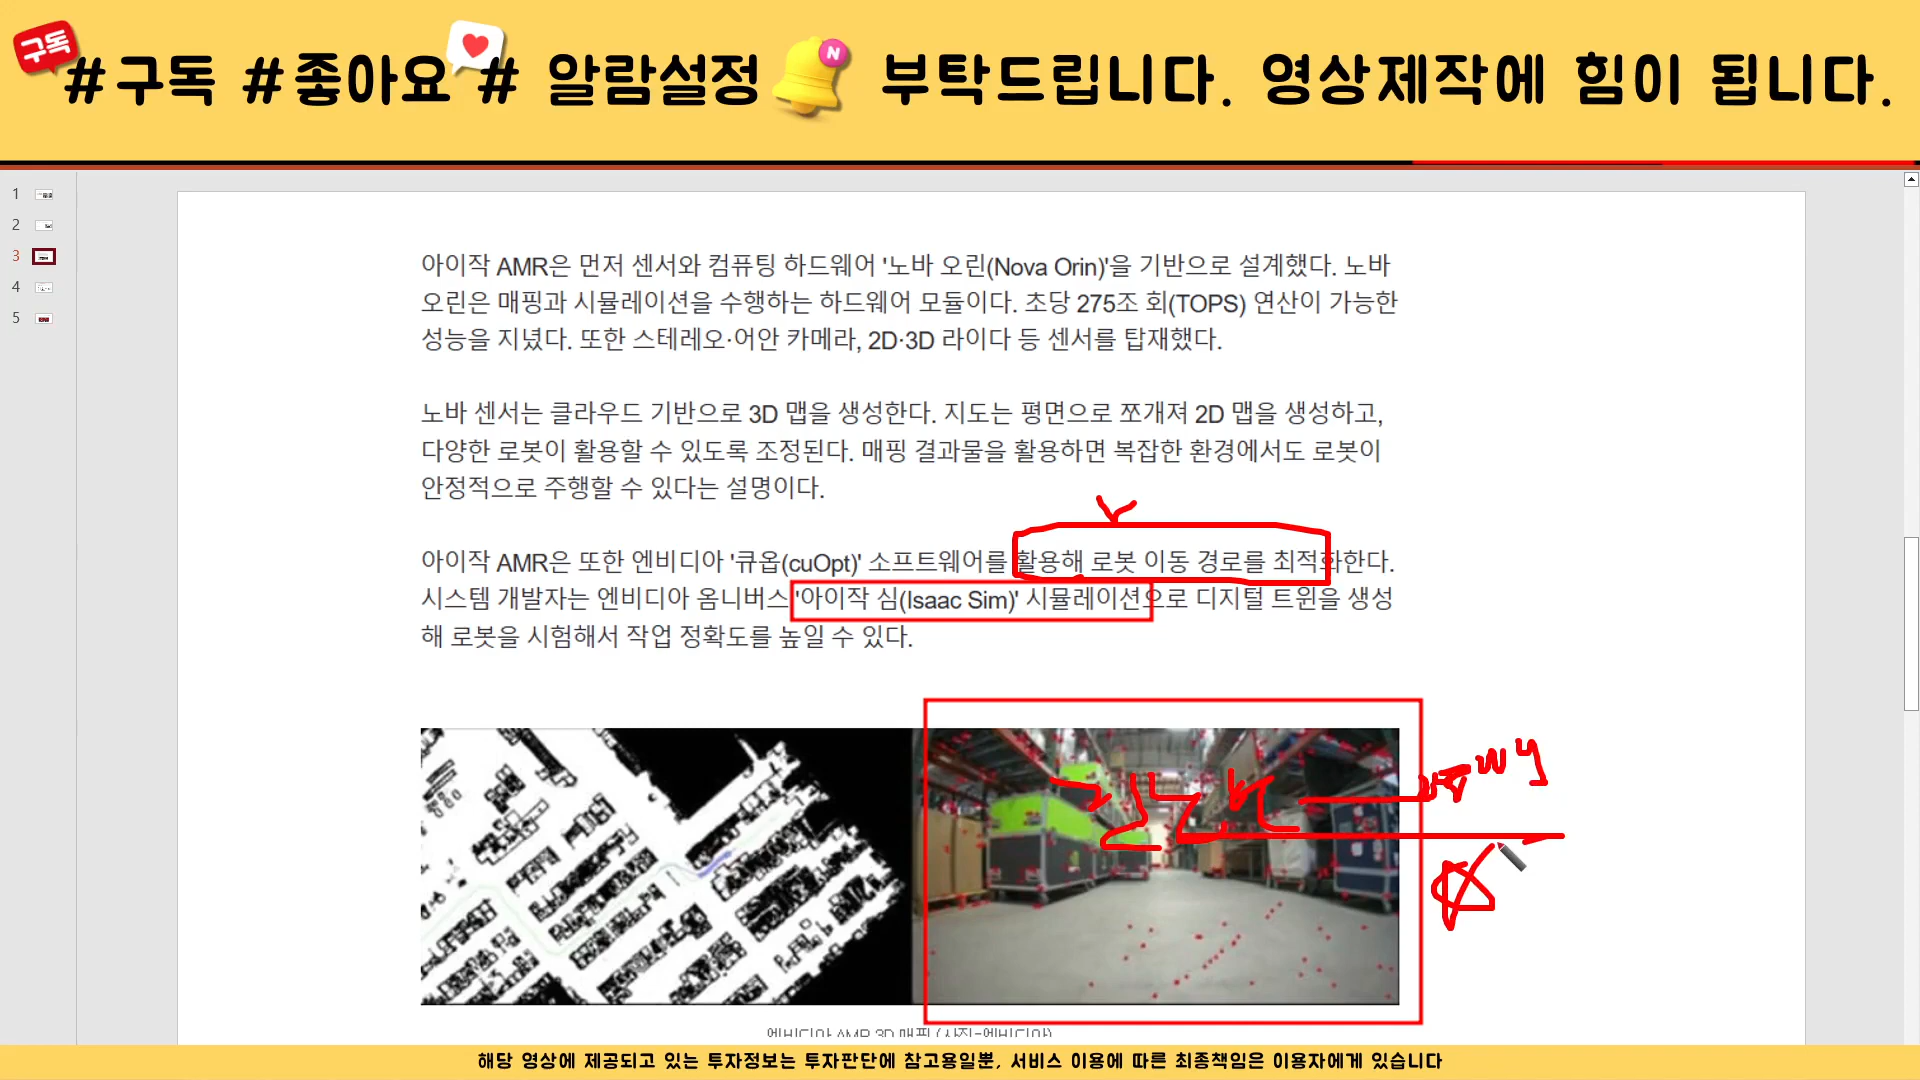 구독
#구독 #좋아요 # 알람설정 N 부탁드립니다. 영상제작에 힘이 됩니다.
1
2
3
4
5
아이작 AMR은 먼저 센서와 컴퓨팅 하드웨어 '노바 오린(Nova Orin)'을 기반으로 설계했다. 노바
오린은 매핑과 시뮬레이션을 수행하는 하드웨어 모듈이다. 초당 275조 회(TOPS) 연산이 가능한
성능을 지녔다. 또한 스테레오·어안 카메라, 2D·3D 라이다 등 센서를 탑재했다.
노바 센서는 클라우드 기반으로 3D 맵을 생성한다. 지도는 평면으로 쪼개져 2D 맵을 생성하고,
다양한 로봇이 활용할 수 있도록 조정된다. 매핑 결과물을 활용하면 복잡한 환경에서도 로봇이
안정적으로 주행할 수 있다는 설명이다.
아이작 AMR은 또한 엔비디아 '큐옵(cuOpt)' 소프트웨어를 활용해 로봇 이동 경로를 최적화한다.
시스템 개발자는 엔비디아 옴니버스 '아이작 심(Isaac Sim)' 시뮬레이션으로 디지털 트윈을 생성
해 로봇을 시험해서 작업 정확도를 높일 수 있다.
엔비디아 AMR 3D 매핑 (사진=엔비디아)
해당 영상에 제공되고 있는 투자정보는 투자판단에 참고용일뿐, 서비스 이용에 따른 최종책임은 이용자에게 있습니다